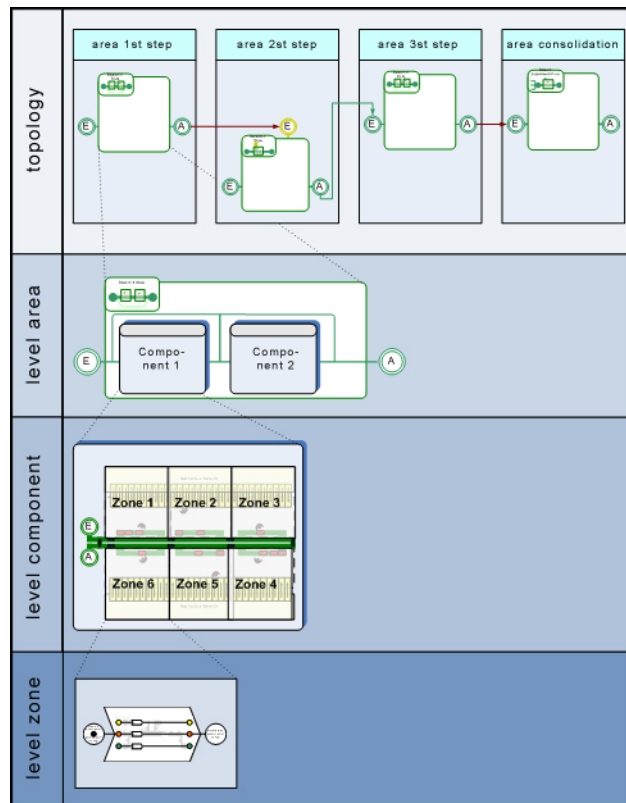 topology
area 1st step
area 2st step
area 3st step
area consolidation
E
A
E
E
A
E
A
E
A
level area
E
Compo-
nent 1
Compo-
nent 2
A
level component
Zone 1
Zone 2
Zone 3
E
A
Zone 6
Zone 5
Zone 4
level zone